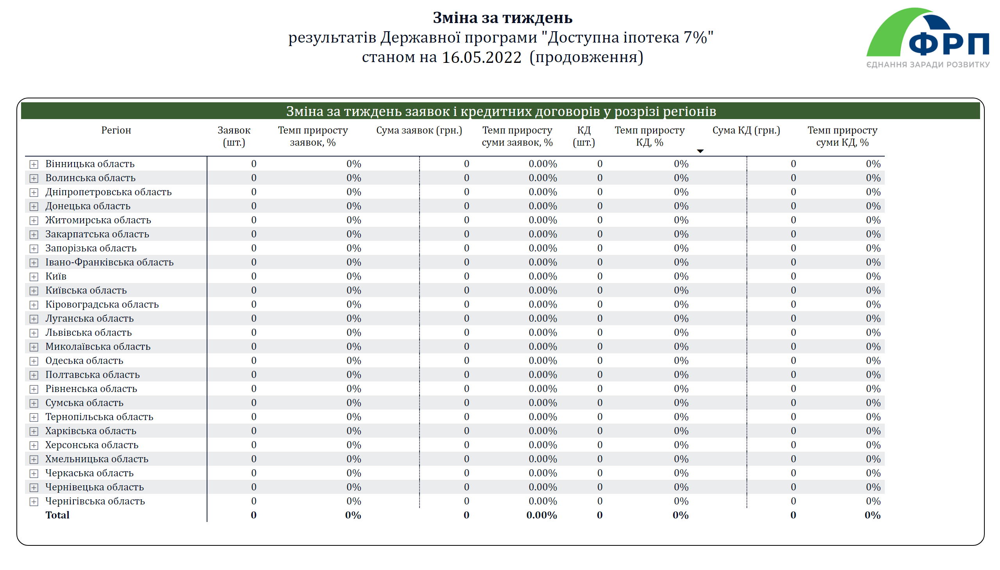 Зміна за тиждень
результатів Державної програми "Доступна іпотека 7%"
станом на 16.05.2022 (продовження)
ФРП
ЄДНАННЯ ЗАРАДИ РОЗВИТКУ
Зміна за тиждень заявок і кредитних договорів у розрізі регіонів
Регіон Заявок (шт.) Темп приросту заявок, % Сума заявок (грн.) Темп приросту суми заявок, % КД (шт.) Темп приросту КД, % Сума КД (грн.) Темп приросту суми КД, %
Вінницька область 0 0% 0 0.00% 0 0% 0 0%
Волинська область 0 0% 0 0.00% 0 0% 0 0%
Дніпропетровська область 0 0% 0 0.00% 0 0% 0 0%
Донецька область 0 0% 0 0.00% 0 0% 0 0%
Житомирська область 0 0% 0 0.00% 0 0% 0 0%
Закарпатська область 0 0% 0 0.00% 0 0% 0 0%
Запорізька область 0 0% 0 0.00% 0 0% 0 0%
Івано-Франківська область 0 0% 0 0.00% 0 0% 0 0%
Київ 0 0% 0 0.00% 0 0% 0 0%
Київська область 0 0% 0 0.00% 0 0% 0 0%
Кіровоградська область 0 0% 0 0.00% 0 0% 0 0%
Луганська область 0 0% 0 0.00% 0 0% 0 0%
Львівська область 0 0% 0 0.00% 0 0% 0 0%
Миколаївська область 0 0% 0 0.00% 0 0% 0 0%
Одеська область 0 0% 0 0.00% 0 0% 0 0%
Полтавська область 0 0% 0 0.00% 0 0% 0 0%
Рівненська область 0 0% 0 0.00% 0 0% 0 0%
Сумська область 0 0% 0 0.00% 0 0% 0 0%
Тернопільська область 0 0% 0 0.00% 0 0% 0 0%
Харківська область 0 0% 0 0.00% 0 0% 0 0%
Херсонська область 0 0% 0 0.00% 0 0% 0 0%
Хмельницька область 0 0% 0 0.00% 0 0% 0 0%
Черкаська область 0 0% 0 0.00% 0 0% 0 0%
Чернівецька область 0 0% 0 0.00% 0 0% 0 0%
Чернігівська область 0 0% 0 0.00% 0 0% 0 0%
Total 0 0% 0 0.00% 0 0% 0 0%